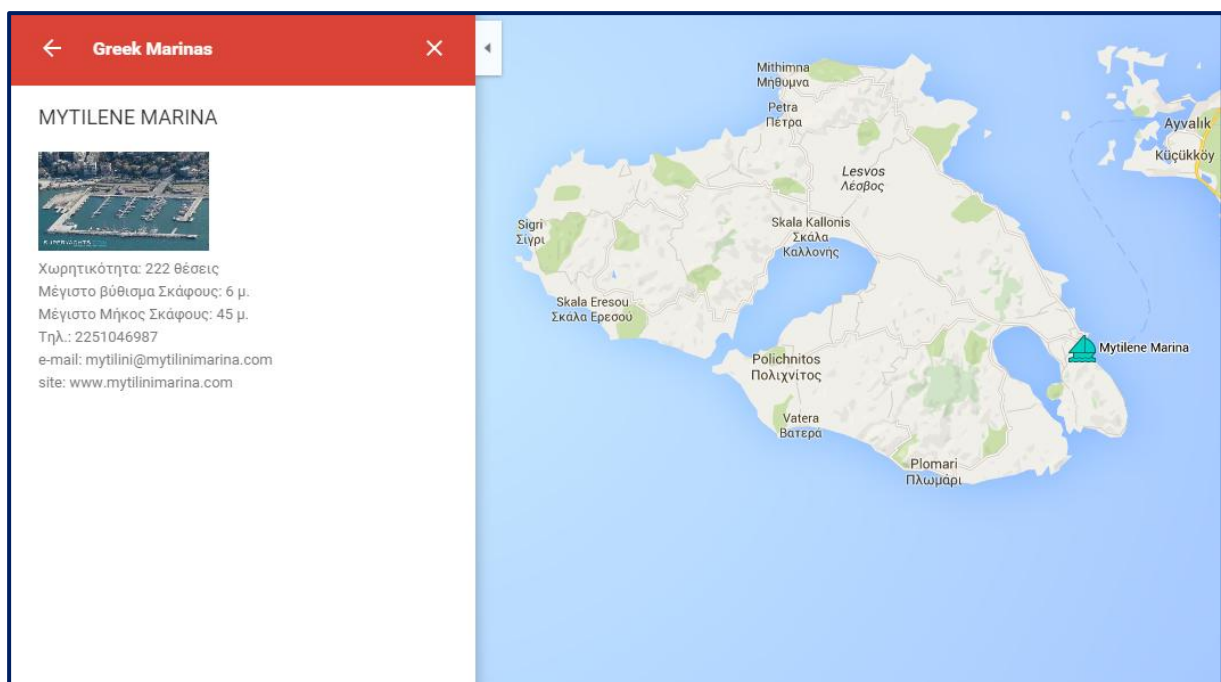 Greek Marinas
MYTILENE MARINA
Χωρητικότητα: 222 θέσεις
Μέγιστο βύθισμα Σκάφους: 6 μ.
Μέγιστο Μήκος Σκάφους: 45 μ.
Τηλ.: 2251046987
e-mail: mytilini@mytilinimarina.com
site: www.mytilinimarina.com
Mithimna
Μήθυμνα
Petra
Πέτρα
Ayvalık
Küçükköy
Lesvos
Λέσβος
Sigri
Σίγρι
Skala Kallonis
Σκάλα
Καλλονής
Skala Eresou
Σκάλα Ερεσού
Mytilene Marina
Polichnitos
Πολιχνίτος
Vatera
Βατερά
Plomari
Πλωμάρι